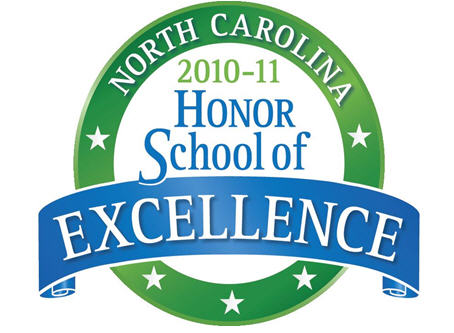 NORTH CAROLINA
2010-11
HONOR
School of
EXCELLENCE